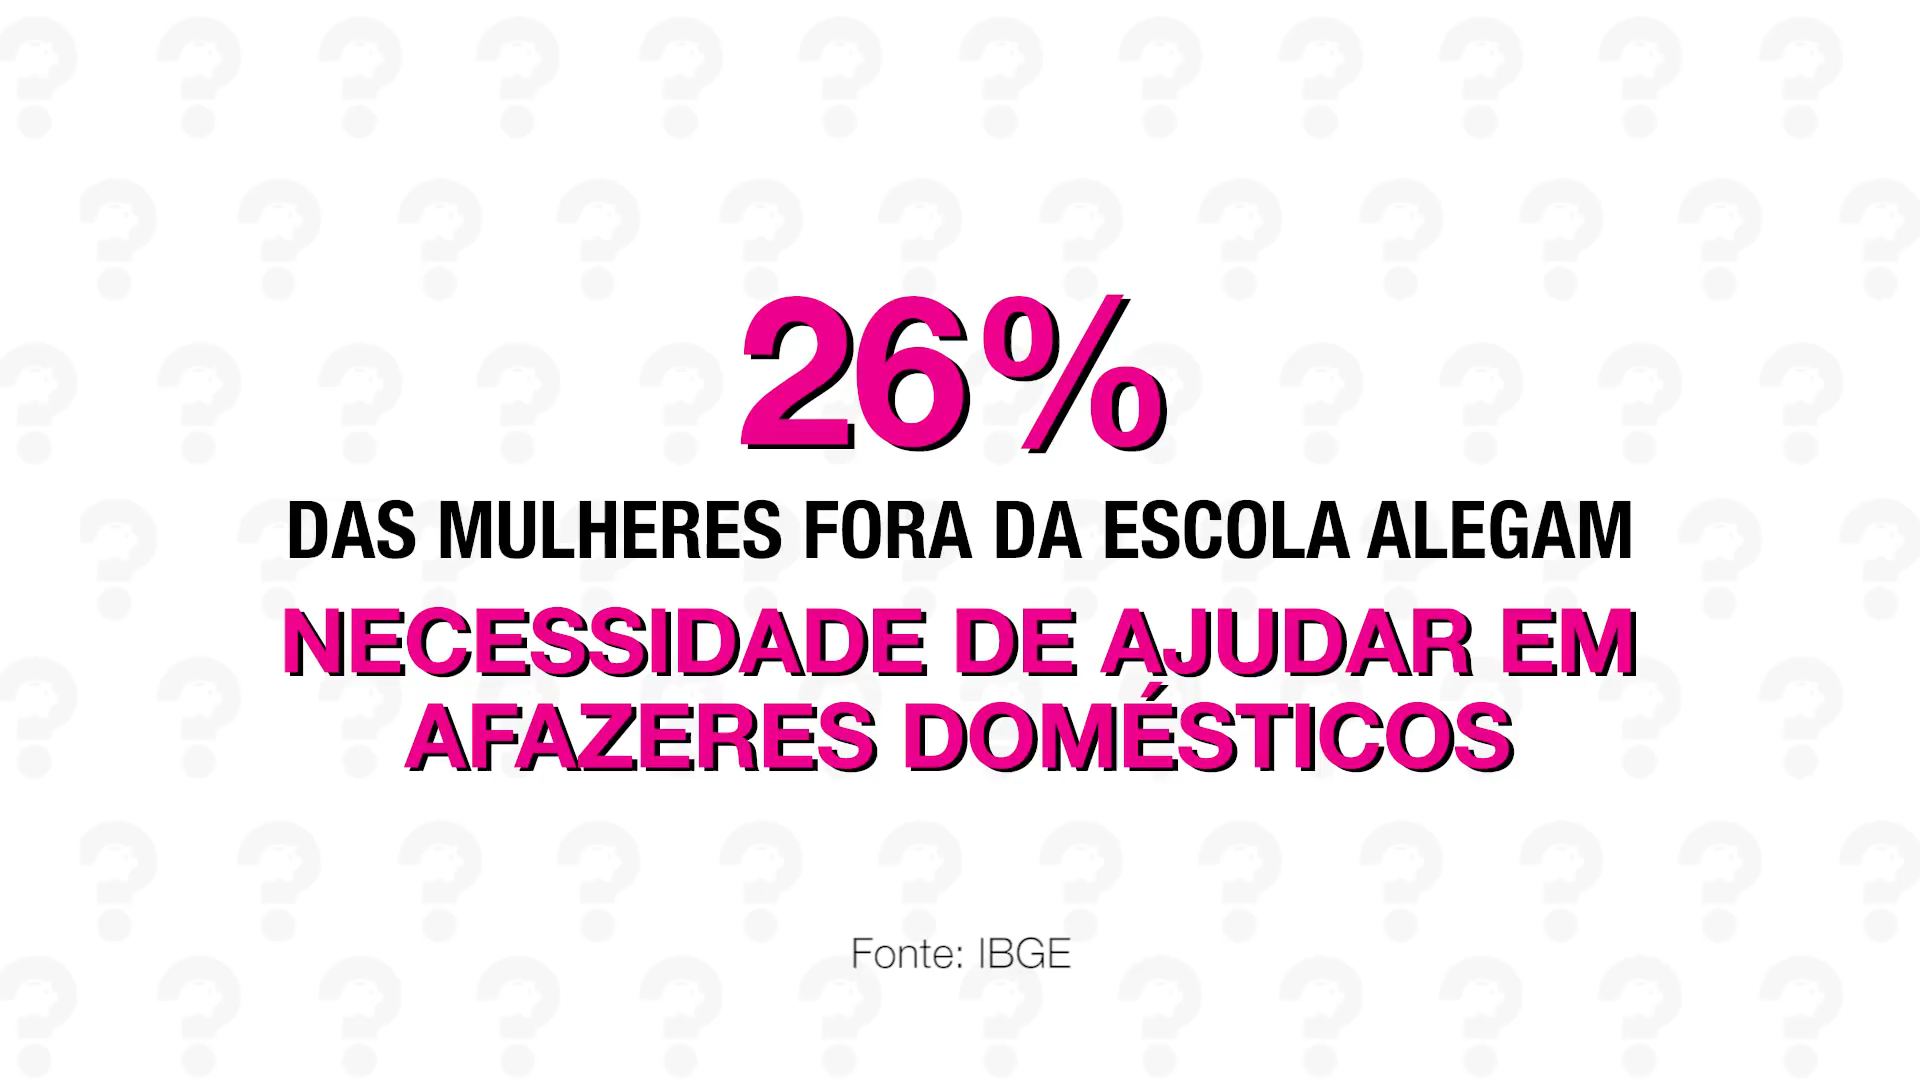 26%
DAS MULHERES FORA DA ESCOLA ALEGAM
NECESSIDADE DE AJUDAR EM
AFAZERES DOMÉSTICOS
Fonte: IBGE